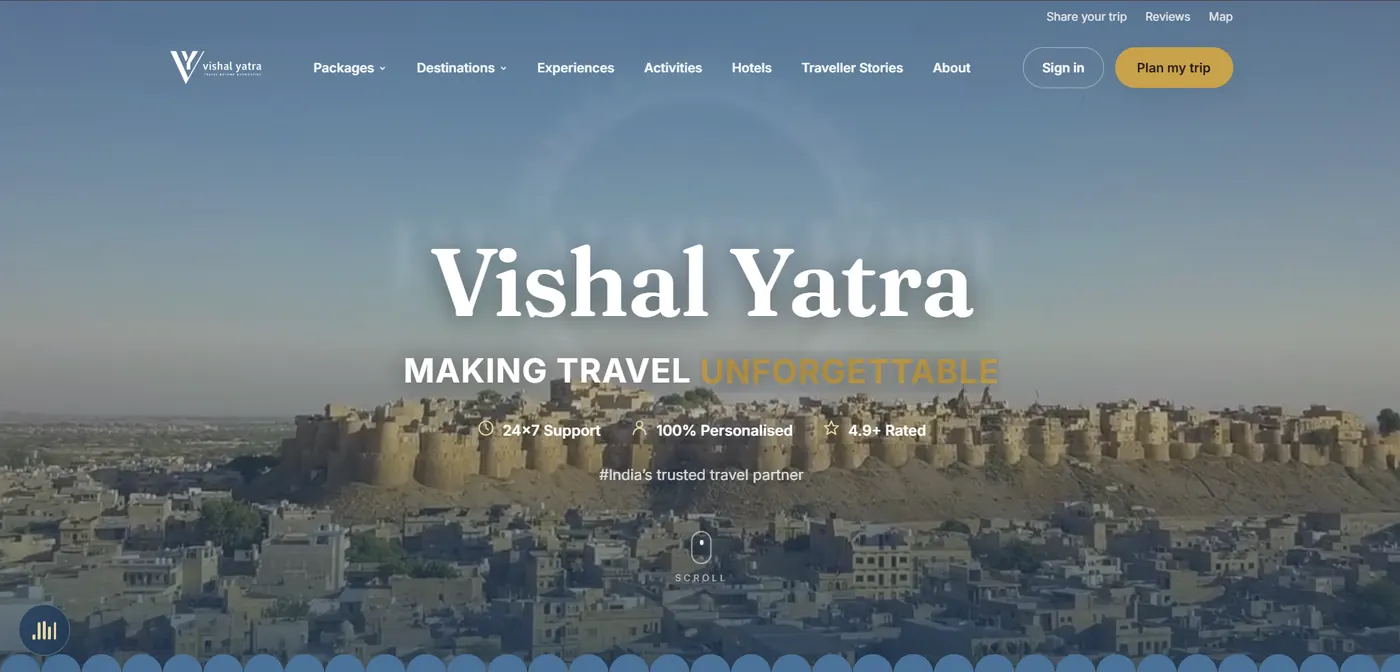 Share your trip Reviews Map
vishal yatra
Packages Destinations Experiences Activities Hotels Traveller Stories About Sign in Plan my trip
Vishal Yatra
MAKING TRAVEL UNFORGETTABLE
24×7 Support 100% Personalised 4.9+ Rated
#India's trusted travel partner
SCROLL